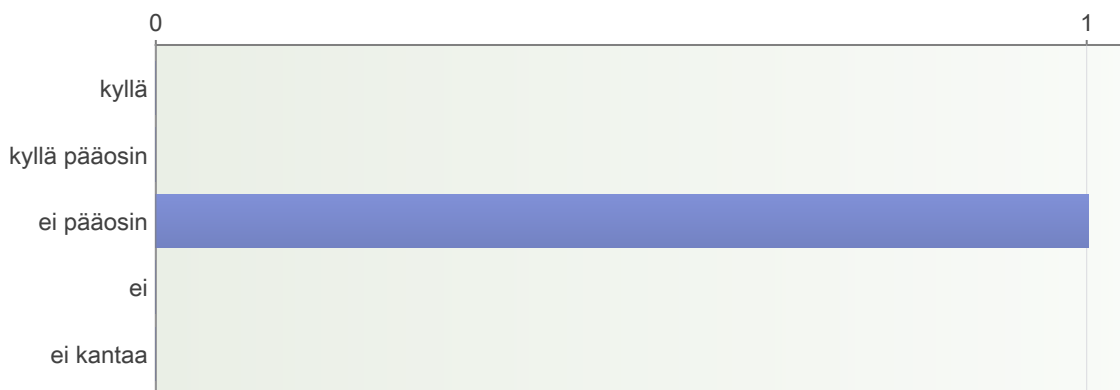 0 1
kyllä
kyllä pääosin
ei pääosin
ei
ei kantaa